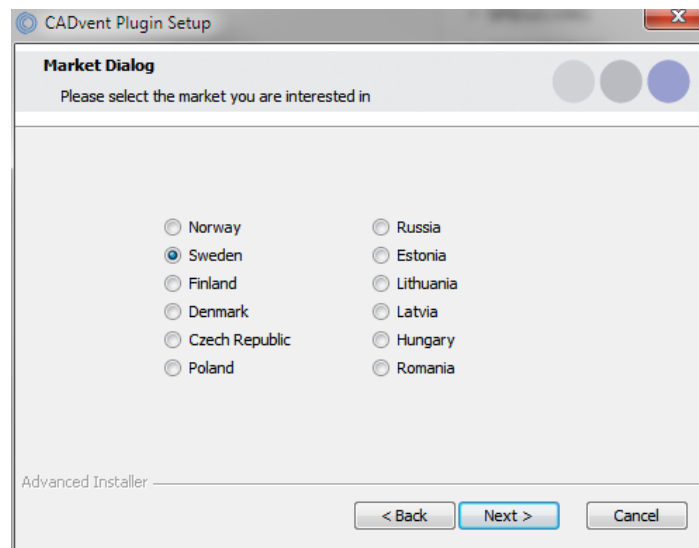 CADvent Plugin Setup
Market Dialog
Please select the market you are interested in
Norway
Sweden
Finland
Denmark
Czech Republic
Poland
Russia
Estonia
Lithuania
Latvia
Hungary
Romania
Advanced Installer
< Back
Next >
Cancel